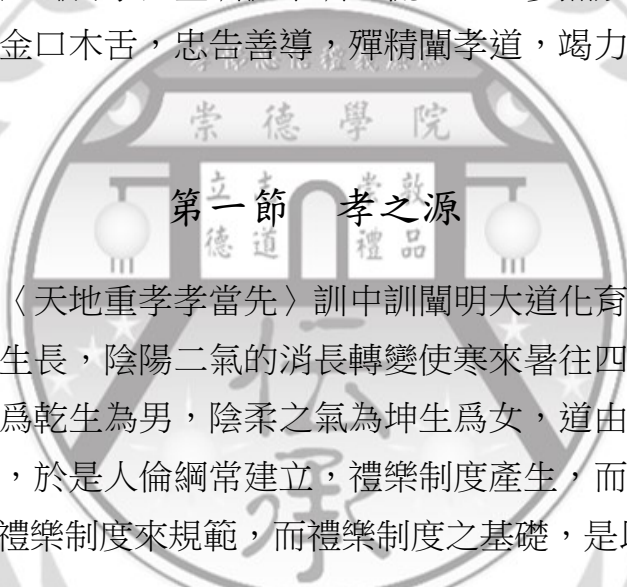 金口木舌，忠告善導，殫精闡孝道，竭力
崇德學院
立 敦
第一節 孝之源
德 道 禮 品
〈天地重孝孝當先〉訓中訓闡明大道化育
生長，陰陽二氣的消長轉變使寒來暑往四
爲乾生為男，陰柔之氣為坤生爲女，道由
，於是人倫綱常建立，禮樂制度產生，而
禮樂制度來規範，而禮樂制度之基礎，是
伝
承